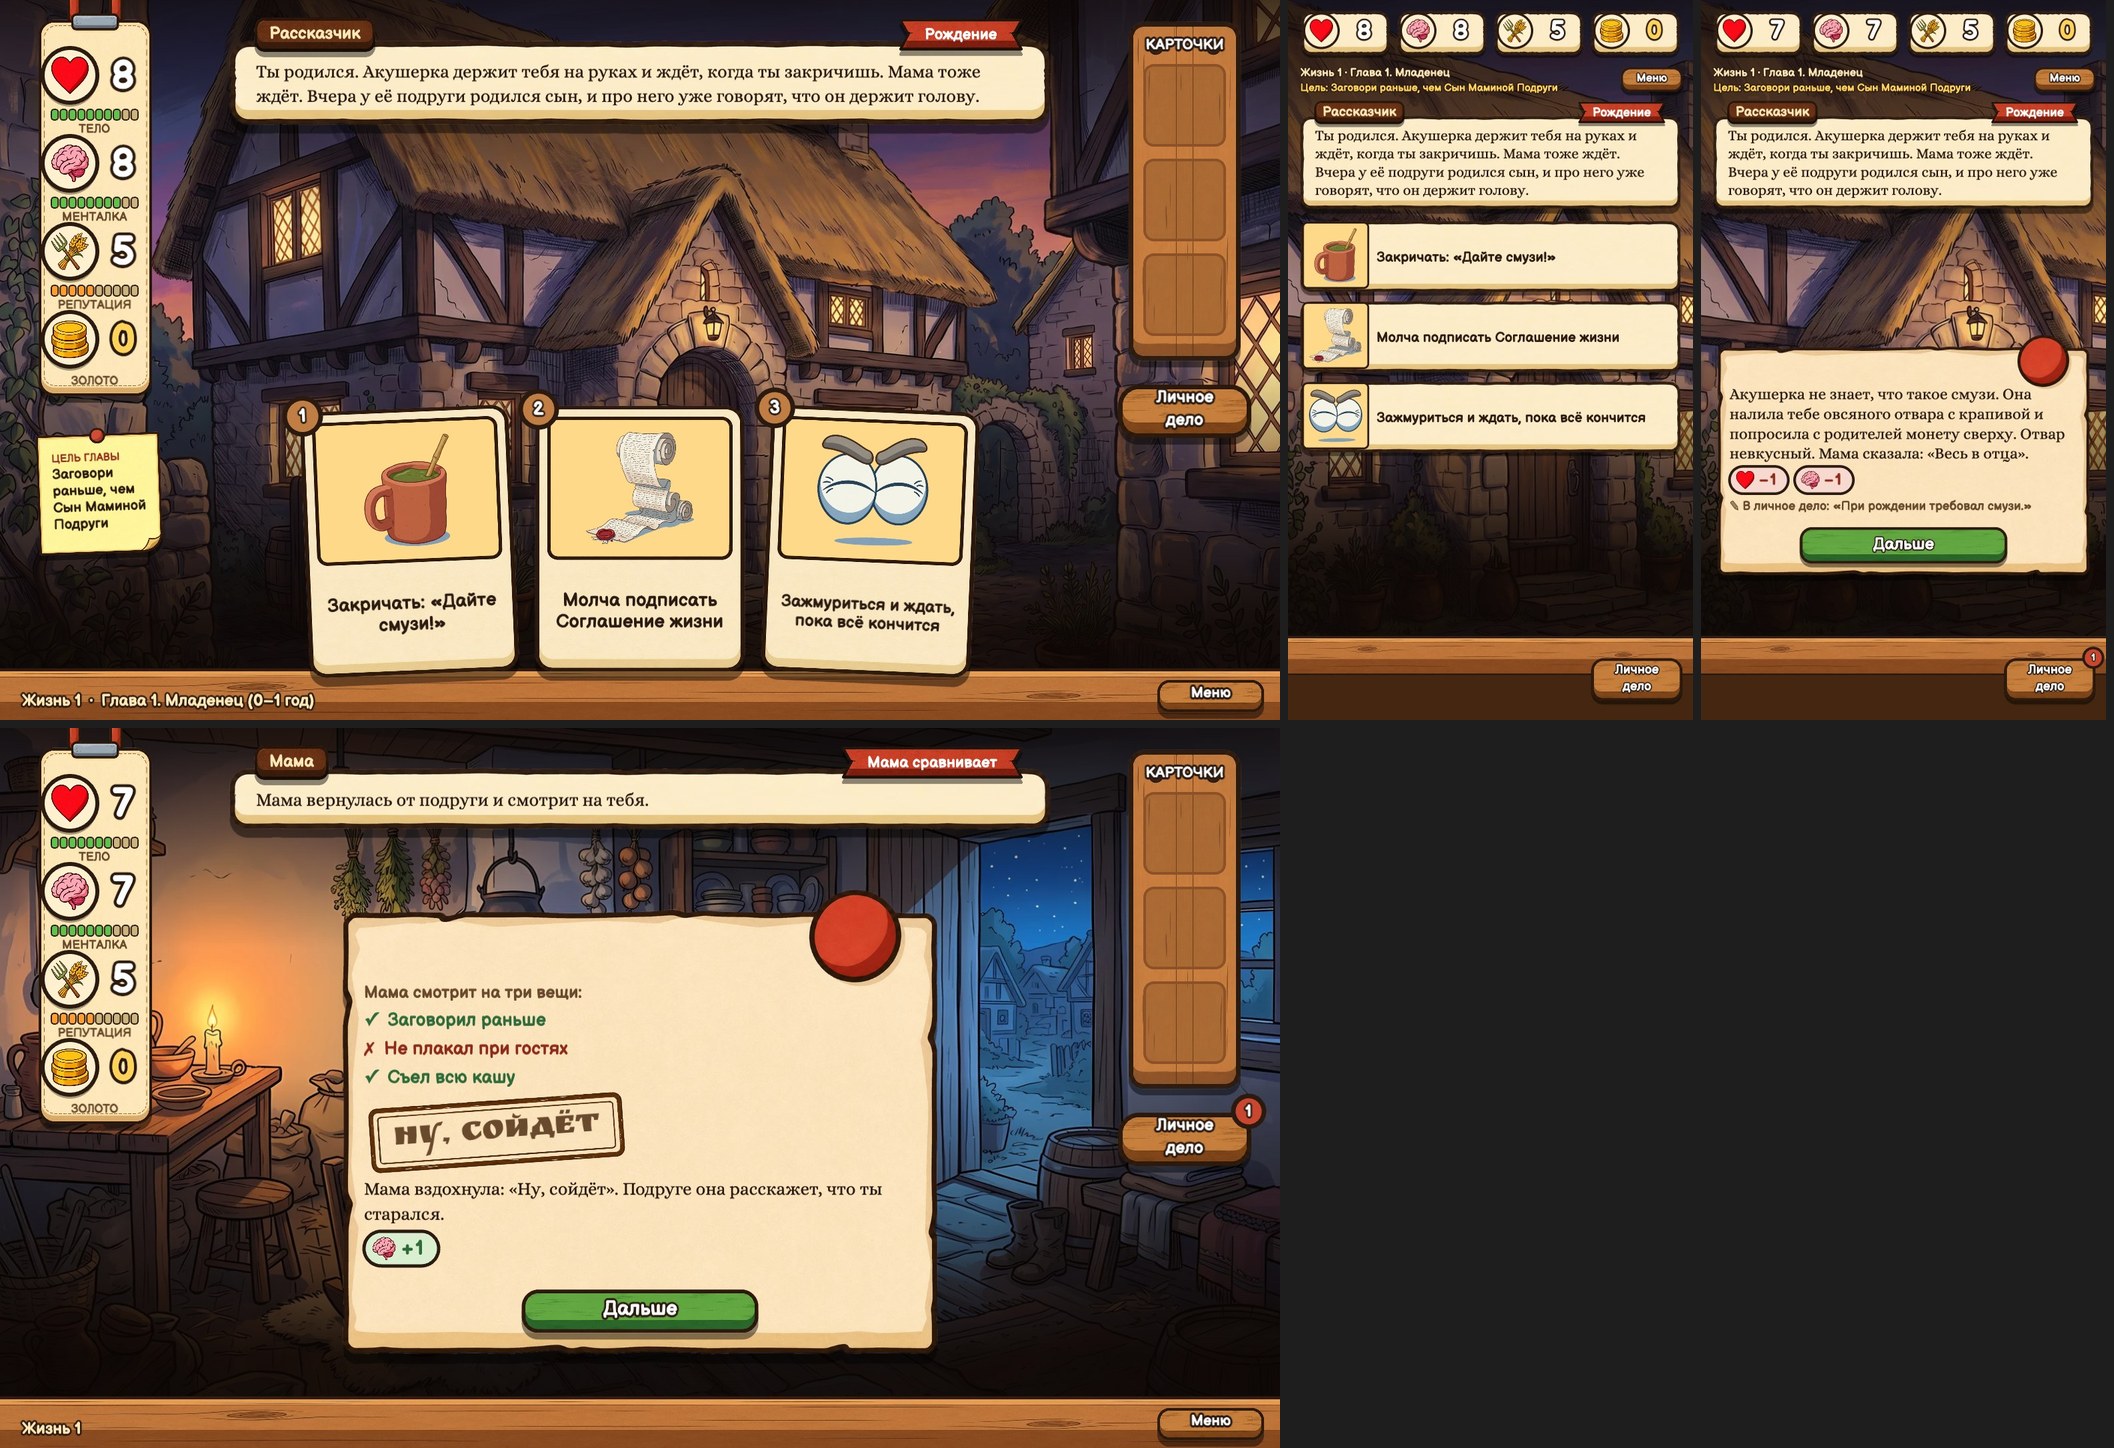 8
ТЕЛО
8
МЕНТАЛКА
5
РЕПУТАЦИЯ
0
ЗОЛОТО
ЦЕЛЬ ГЛАВЫ
Заговори
раньше, чем
Сын Маминой
Подруги
Рассказчик
Рождение
Ты родился. Акушерка держит тебя на руках и ждёт, когда ты закричишь. Мама тоже
ждёт. Вчера у её подруги родился сын, и про него уже говорят, что он держит голову.
КАРТОЧКИ
Личное
дело
1
Закричать: «Дайте
смузи!»
2
Молча подписать
Соглашение жизни
3
Зажмуриться и ждать,
пока всё кончится
Жизнь 1 · Глава 1. Младенец (0–1 год)
Меню
8 8 5 0
Жизнь 1 · Глава 1. Младенец
Цель: Заговори раньше, чем Сын Маминой Подруги
Меню
Рассказчик
Рождение
Ты родился. Акушерка держит тебя на руках и
ждёт, когда ты закричишь. Мама тоже ждёт.
Вчера у её подруги родился сын, и про него уже
говорят, что он держит голову.
Закричать: «Дайте смузи!»
Молча подписать Соглашение жизни
Зажмуриться и ждать, пока всё кончится
Личное
дело
7 7 5 0
Жизнь 1 · Глава 1. Младенец
Цель: Заговори раньше, чем Сын Маминой Подруги
Меню
Рассказчик
Рождение
Ты родился. Акушерка держит тебя на руках и
ждёт, когда ты закричишь. Мама тоже ждёт.
Вчера у её подруги родился сын, и про него уже
говорят, что он держит голову.
Акушерка не знает, что такое смузи. Она
налила тебе овсяного отвара с крапивой и
попросила с родителей монету сверху. Отвар
невкусный. Мама сказала: «Весь в отца».
−1 −1
В личное дело: «При рождении требовал смузи.»
Дальше
1
Личное
дело
7
ТЕЛО
7
МЕНТАЛКА
5
РЕПУТАЦИЯ
0
ЗОЛОТО
Мама
Мама сравнивает
Мама вернулась от подруги и смотрит на тебя.
КАРТОЧКИ
1
Личное
дело
Мама смотрит на три вещи:
✓ Заговорил раньше
✗ Не плакал при гостях
✓ Съел всю кашу
НУ, СОЙДЁТ
Мама вздохнула: «Ну, сойдёт». Подруге она расскажет, что ты
старался.
+1
Дальше
Жизнь 1
Меню